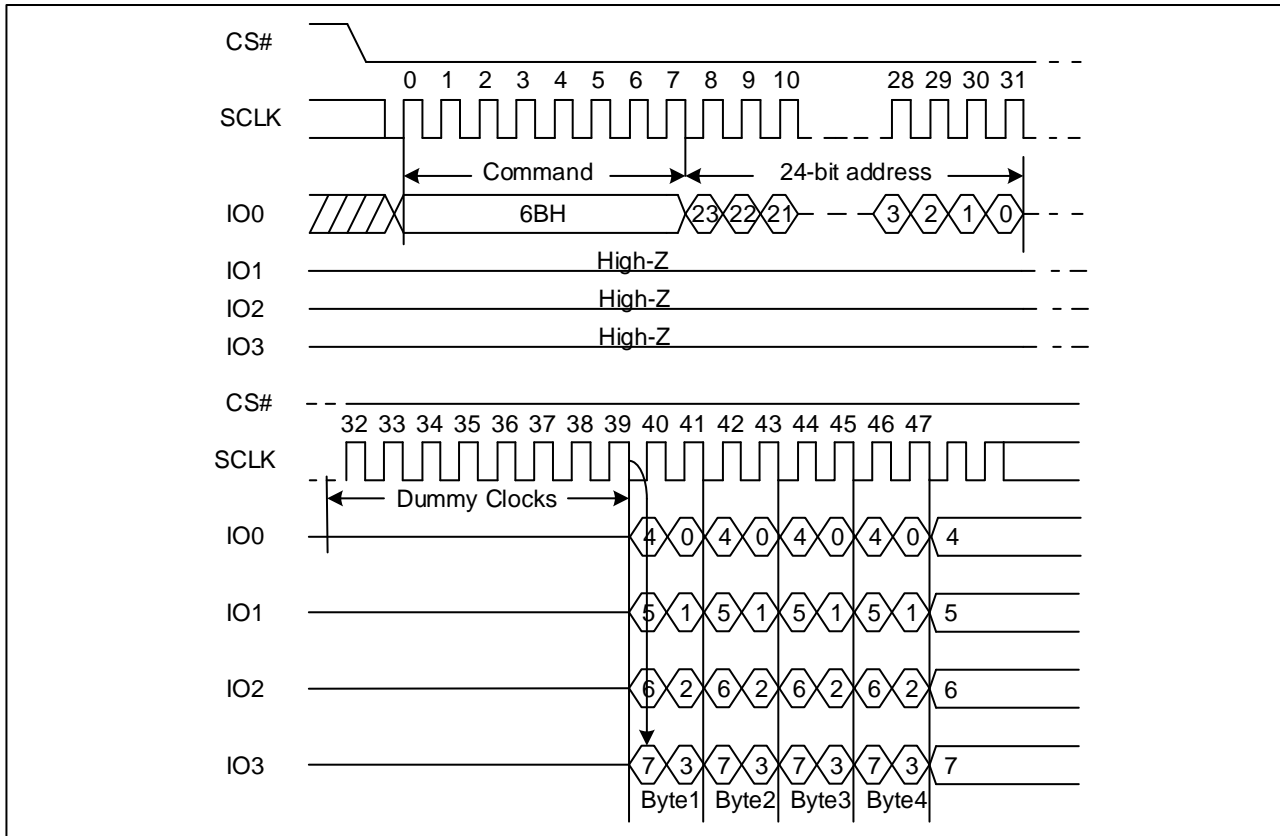 CS#
0 1 2 3 4 5 6 7 8 9 10 28 29 30 31
SCLK
Command 24-bit address
IO0 6BH 23 22 21 3 2 1 0
IO1 High-Z
IO2 High-Z
IO3 High-Z
CS#
32 33 34 35 36 37 38 39 40 41 42 43 44 45 46 47
SCLK
Dummy Clocks
IO0 4 0 4 0 4 0 4 0 4
IO1 5 1 5 1 5 1 5 1 5
IO2 6 2 6 2 6 2 6 2 6
IO3 7 3 7 3 7 3 7 3 7
Byte1 Byte2 Byte3 Byte4